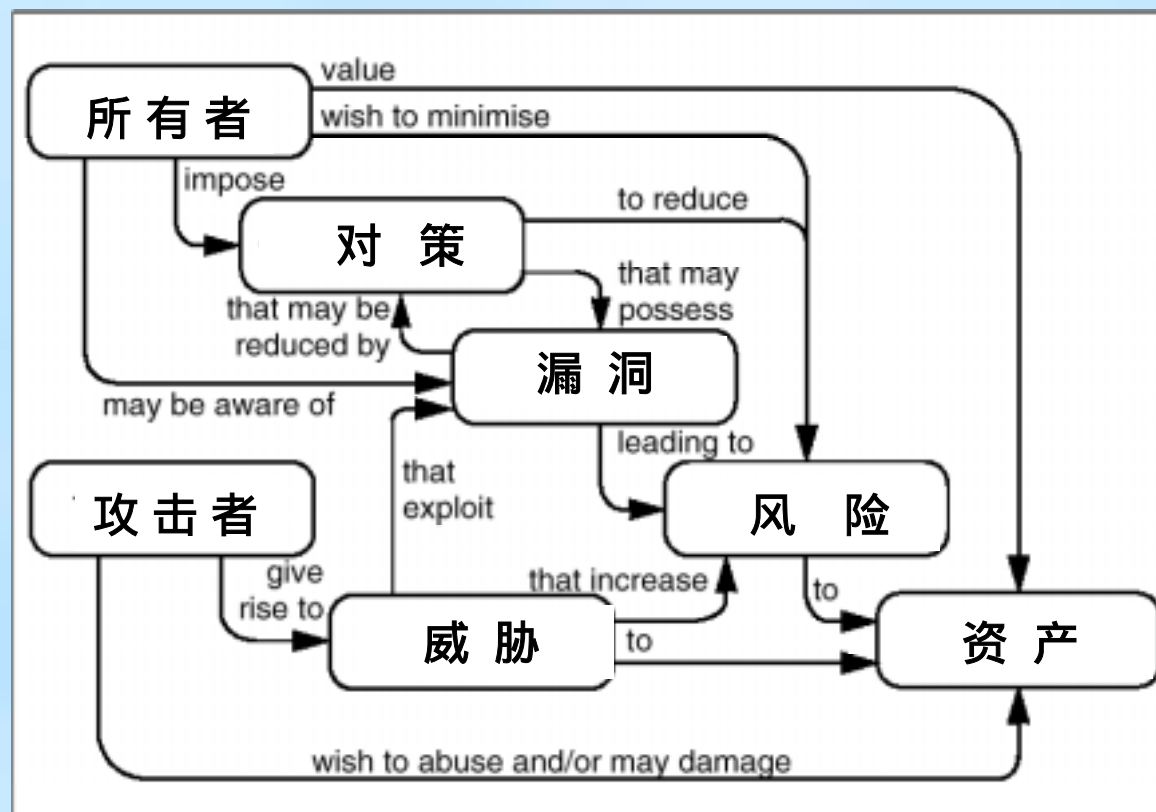 value
所有者
wish to minimise
impose
to reduce
对 策
that may
possess
that may be
reduced by
漏 洞
may be aware of
leading to
that
exploit
攻击者
风 险
give
rise to
that increase
to
威 胁
to
资 产
wish to abuse and/or may damage